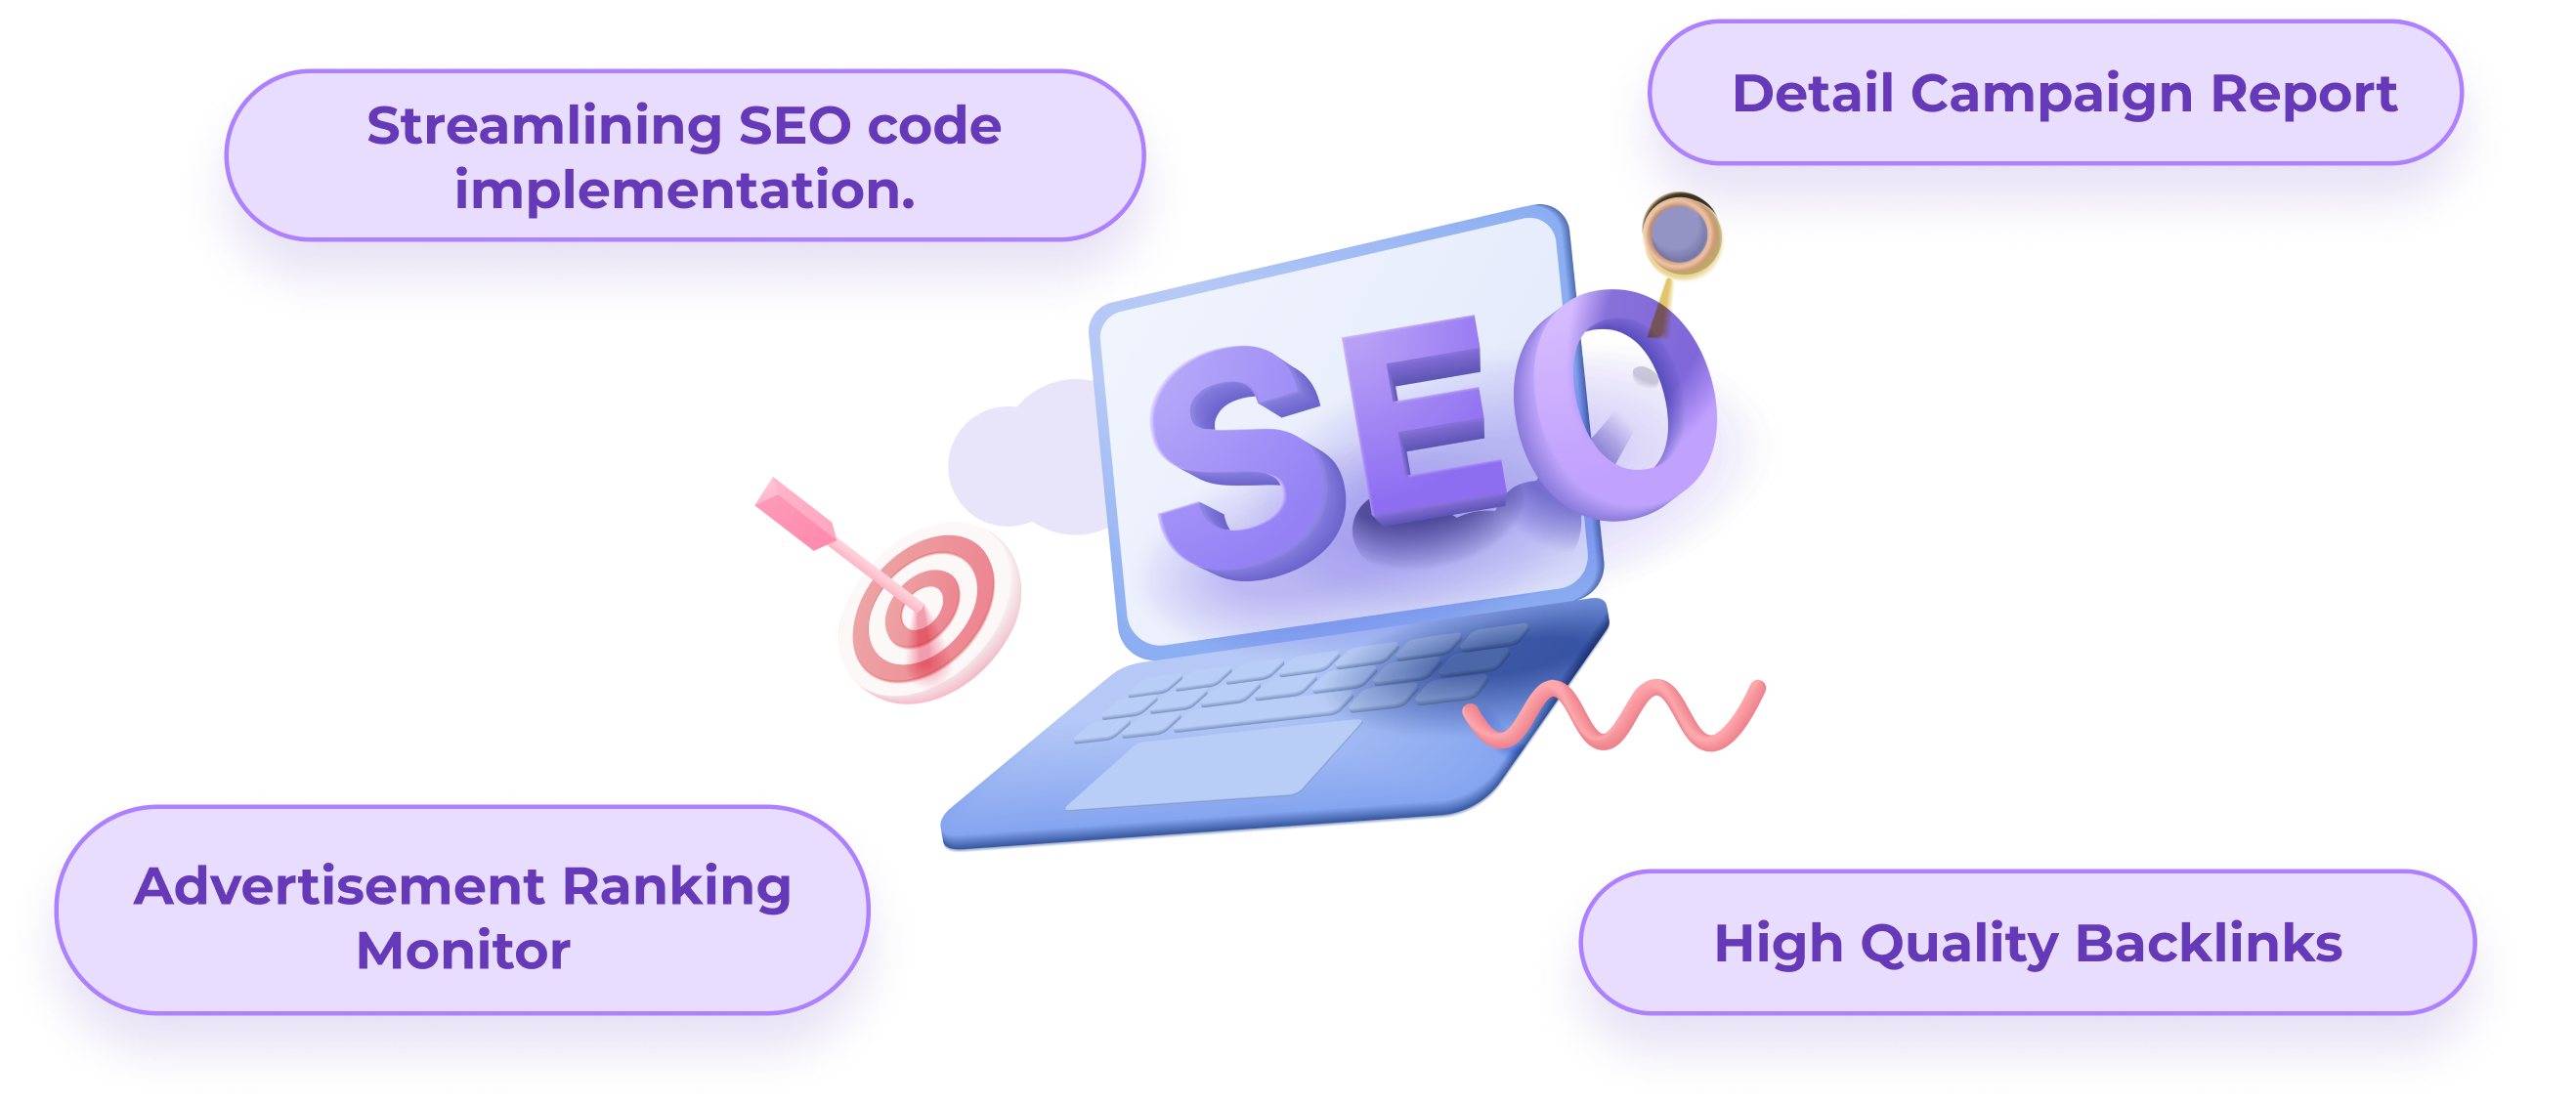 Streamlining SEO code
implementation.
Detail Campaign Report
SEO
Advertisement Ranking
Monitor
High Quality Backlinks